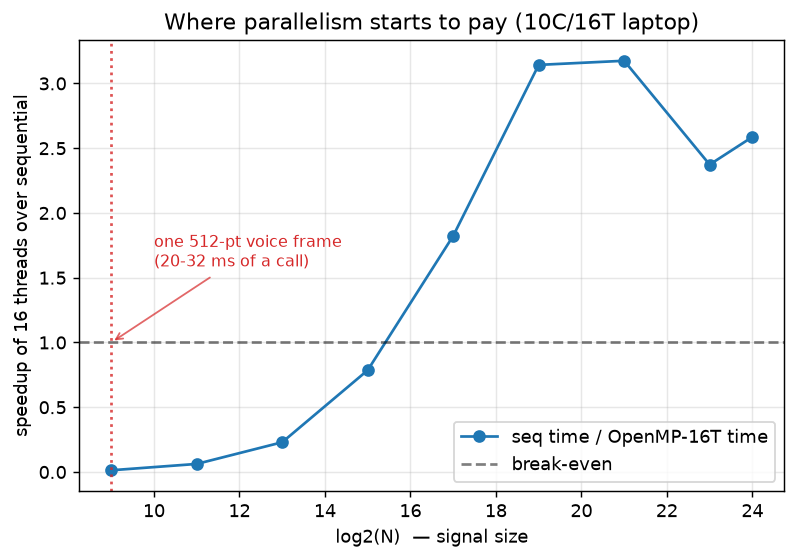 Where parallelism starts to pay (10C/16T laptop)
speedup of 16 threads over sequential
3.0
2.5
2.0
1.5
1.0
0.5
0.0
one 512-pt voice frame
(20-32 ms of a call)
seq time / OpenMP-16T time
break-even
10 12 14 16 18 20 22 24
log2(N) — signal size